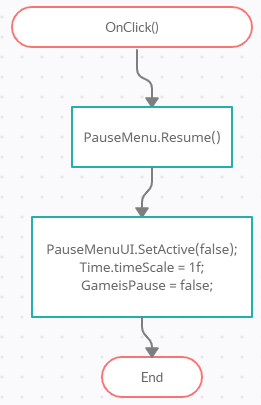 OnClick()
PauseMenu.Resume()
PauseMenuUI.SetActive(false);
Time.timeScale = 1f;
GameisPause = false;
End